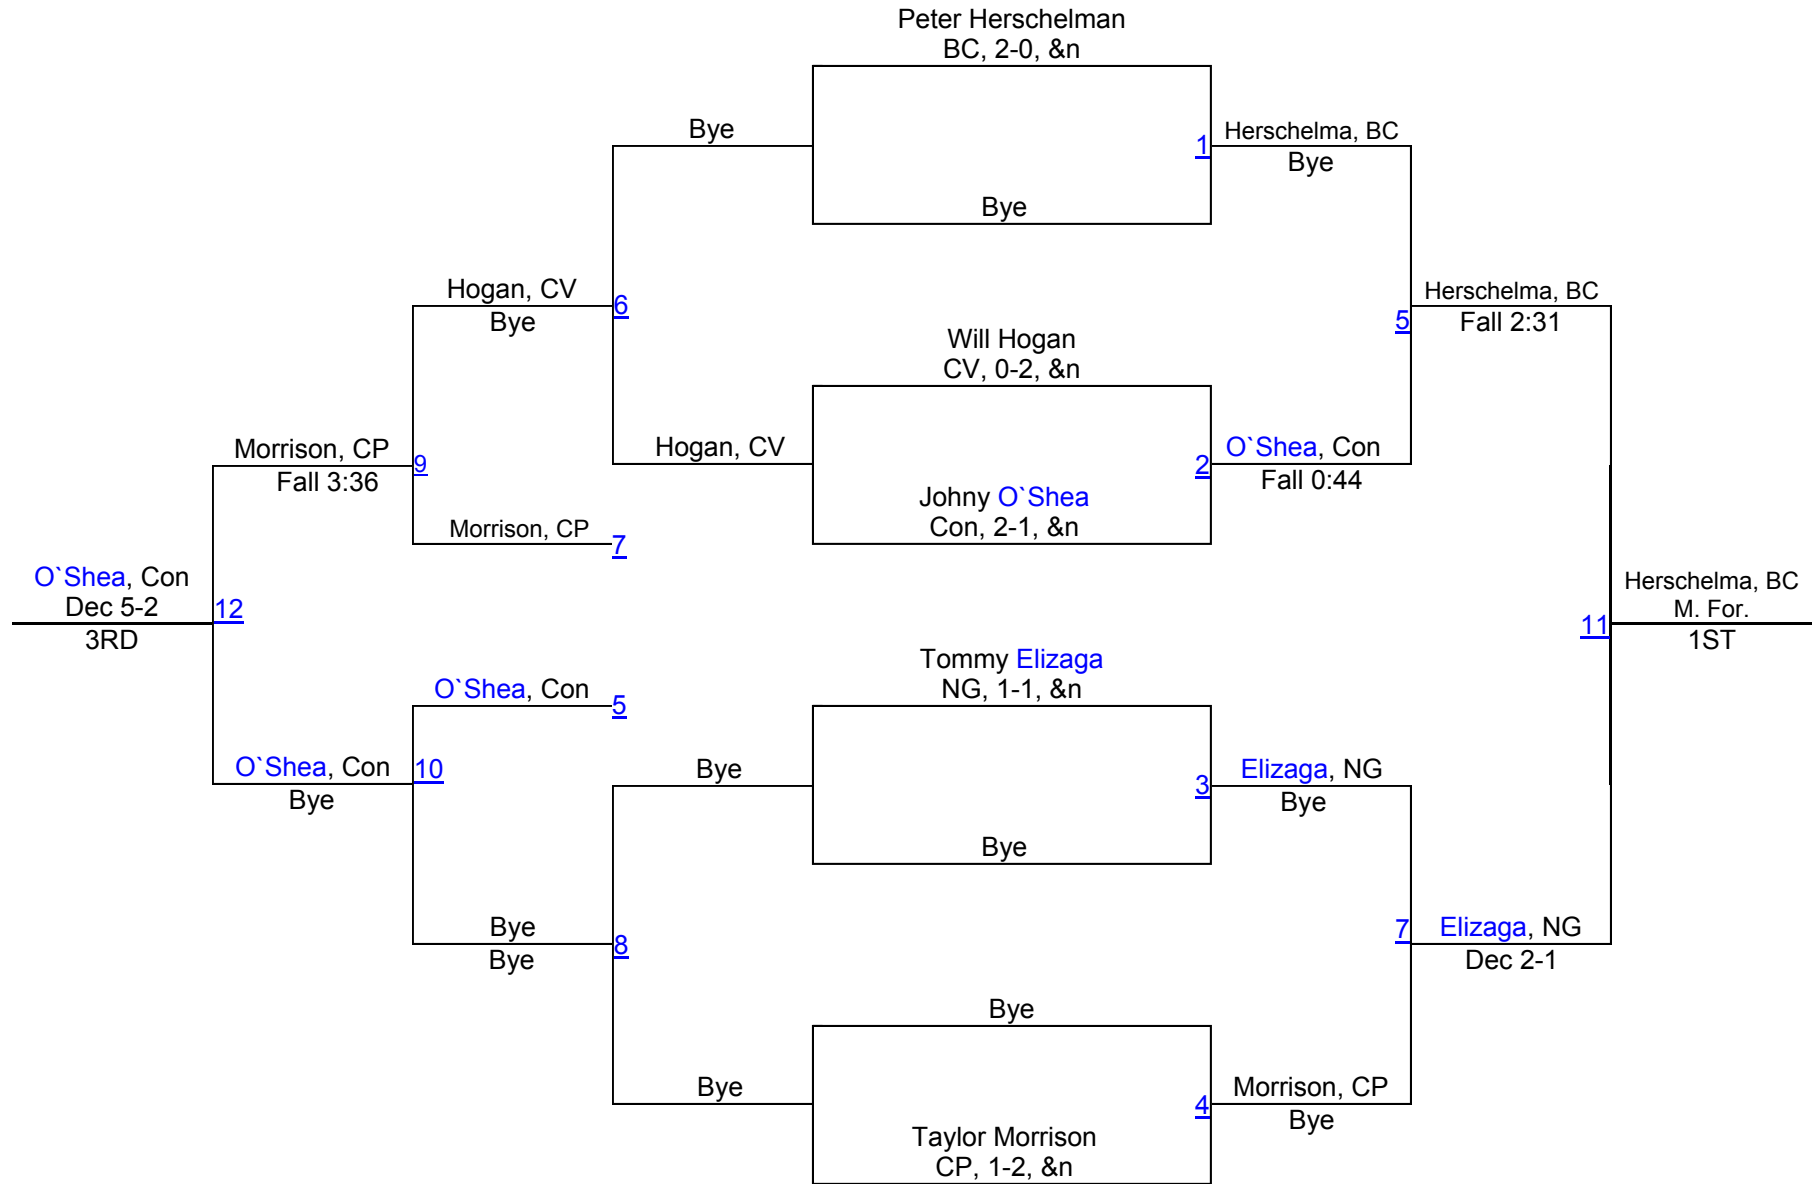 Peter Herschelman
BC, 2-0, &n
Bye
1
Herschelma, BC
Bye
Bye
Hogan, CV
Bye
6
Herschelma, BC
Fall 2:31
5
Will Hogan
CV, 0-2, &n
Morrison, CP
Fall 3:36
9
Hogan, CV
2
O`Shea, Con
Fall 0:44
Johny O`Shea
Con, 2-1, &n
Morrison, CP
7
O`Shea, Con
Dec 5-2
3RD
12
11
Herschelma, BC
M. For.
1ST
Tommy Elizaga
NG, 1-1, &n
O`Shea, Con
5
O`Shea, Con
Bye
10
Bye
3
Elizaga, NG
Bye
Bye
Bye
Bye
8
7
Elizaga, NG
Dec 2-1
Bye
Bye
4
Morrison, CP
Bye
Taylor Morrison
CP, 1-2, &n